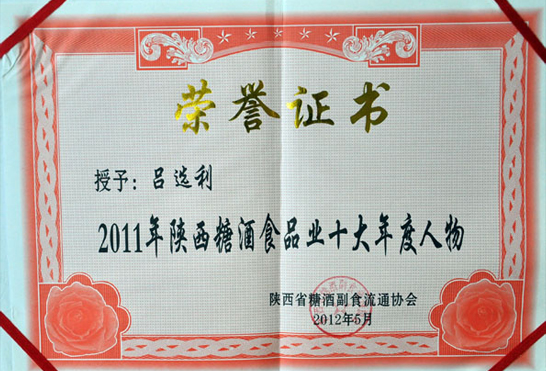 荣誉证书
授予：吕选利
2011年陕西糖酒食品业十大年度人物
陕西省糖酒副食流通协会
2012年5月